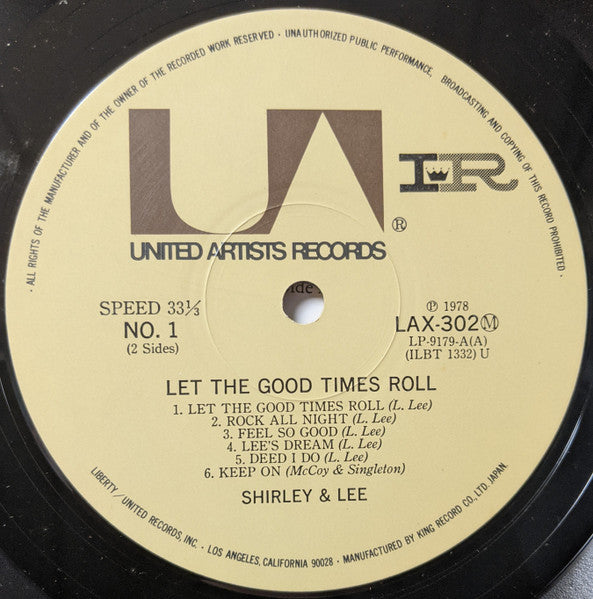 · ALL RIGHTS OF THE MANUFACTURER AND OF THE OWNER OF THE RECORDED WORK RESERVED · UNAUTHORIZED PUBLIC PERFORMANCE, BROADCASTING AND COPYING OF THIS RECORD PROHIBITED ·
UA
IR
®
UNITED ARTISTS RECORDS
SPEED 33⅓
NO. 1
(2 Sides)
Ⓟ 1978
LAX-302Ⓜ
LP-9179-A(A)
(ILBT 1332) U
LET THE GOOD TIMES ROLL
1. LET THE GOOD TIMES ROLL (L. Lee)
2. ROCK ALL NIGHT (L. Lee)
3. FEEL SO GOOD (L. Lee)
4. LEE'S DREAM (L. Lee)
5. DEED I DO (L. Lee)
6. KEEP ON (McCoy & Singleton)
SHIRLEY & LEE
LIBERTY/UNITED RECORDS, INC. · LOS ANGELES, CALIFORNIA 90028 · MANUFACTURED BY KING RECORD CO., LTD. JAPAN.